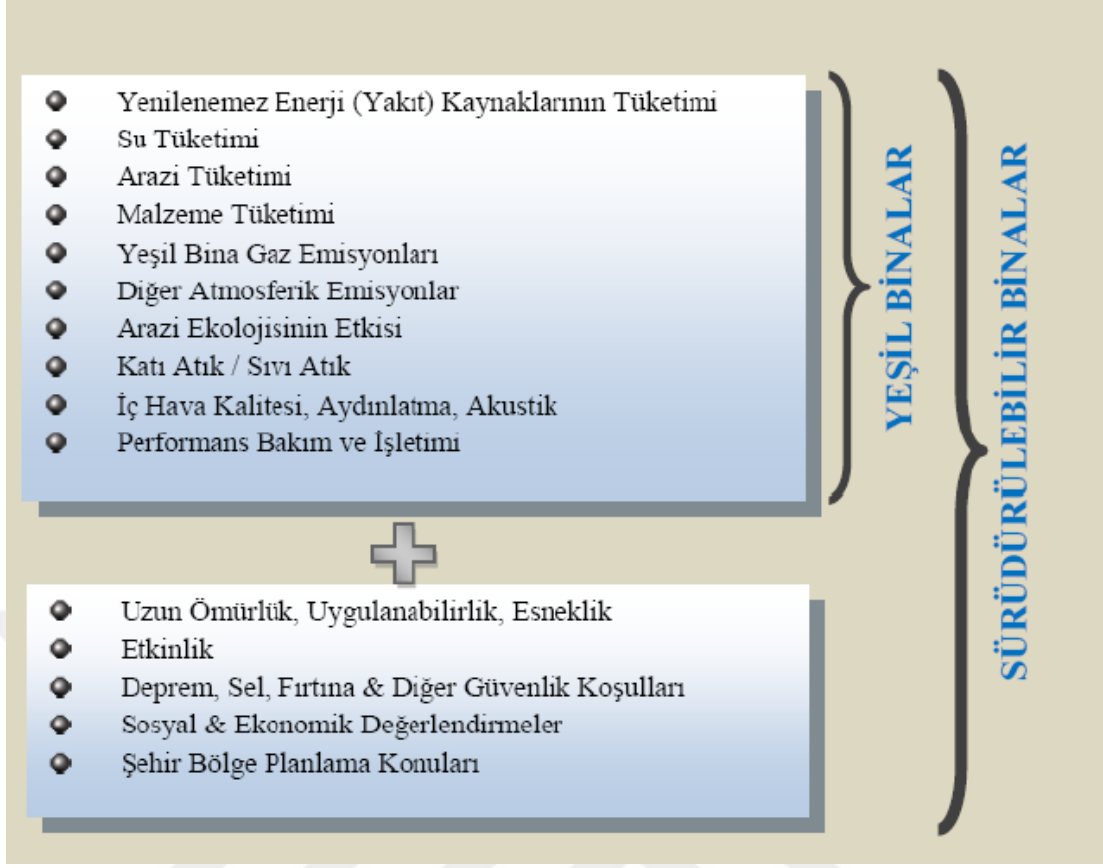 Yenilenemez Enerji (Yakıt) Kaynaklarının Tüketimi
Su Tüketimi
Arazi Tüketimi
Malzeme Tüketimi
Yeşil Bina Gaz Emisyonları
Diğer Atmosferik Emisyonlar
Arazi Ekolojisinin Etkisi
Katı Atık / Sıvı Atık
İç Hava Kalitesi, Aydınlatma, Akustik
Performans Bakım ve İşletimi
Uzun Ömürlük, Uygulanabilirlik, Esneklik
Etkinlik
Deprem, Sel, Fırtına & Diğer Güvenlik Koşulları
Sosyal & Ekonomik Değerlendirmeler
Şehir Bölge Planlama Konuları
YEŞİL BİNALAR
SÜRÜDÜRÜLEBİLİR BİNALAR